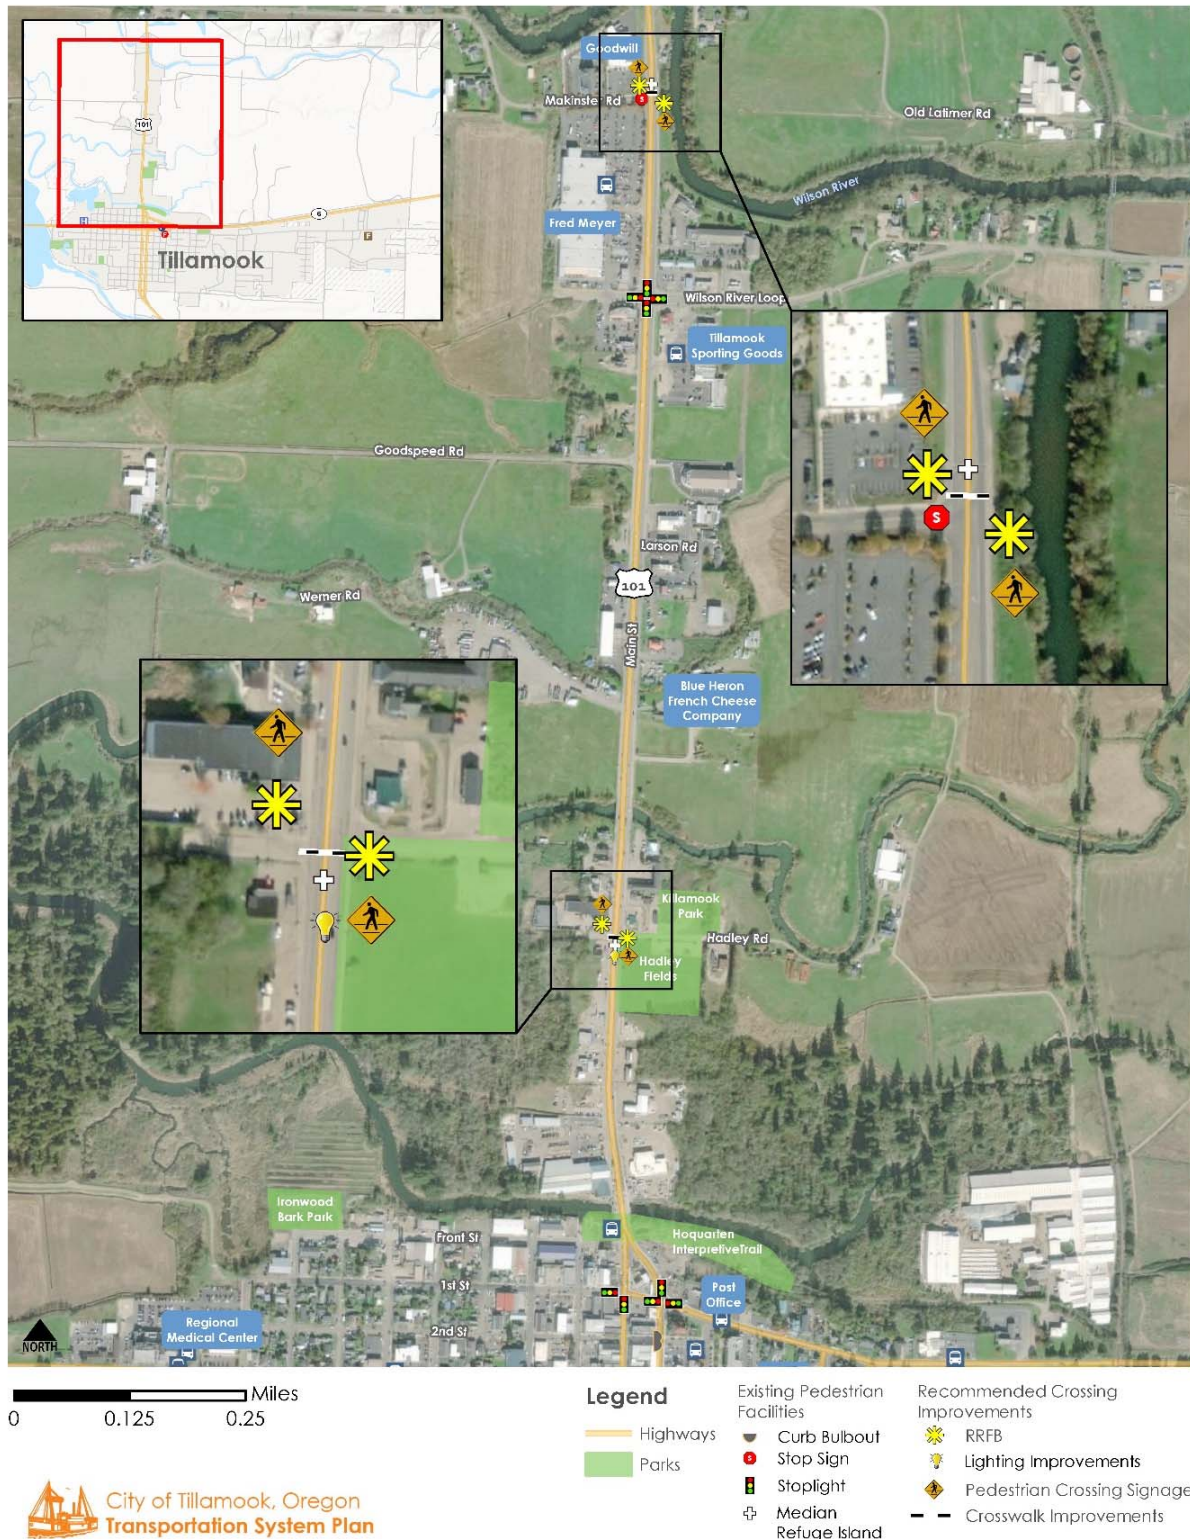 Goodwill
Makinster Rd
Old Latimer Rd
S
Wilson River
101
6
Fred Meyer
H
P
F
Tillamook
Wilson River Loop
Tillamook
Sporting Goods
S
Goodspeed Rd
Larson Rd
101
Werner Rd
Main St
Blue Heron
French Cheese
Company
Killamook
Park
Hadley Rd
Hadley
Fields
Ironwood
Bark Park
Front St
Hoquarten
InterpretiveTrail
1st St
Post
Office
Regional
Medical Center
2nd St
NORTH
Miles
0
0.125
0.25
Legend
Highways
Parks
Existing Pedestrian
Facilities
Curb Bulbout
S
Stop Sign
Stoplight
Median
Refuge Island
Recommended Crossing
Improvements
RRFB
Lighting Improvements
Pedestrian Crossing Signage
Crosswalk Improvements
City of Tillamook, Oregon
Transportation System Plan